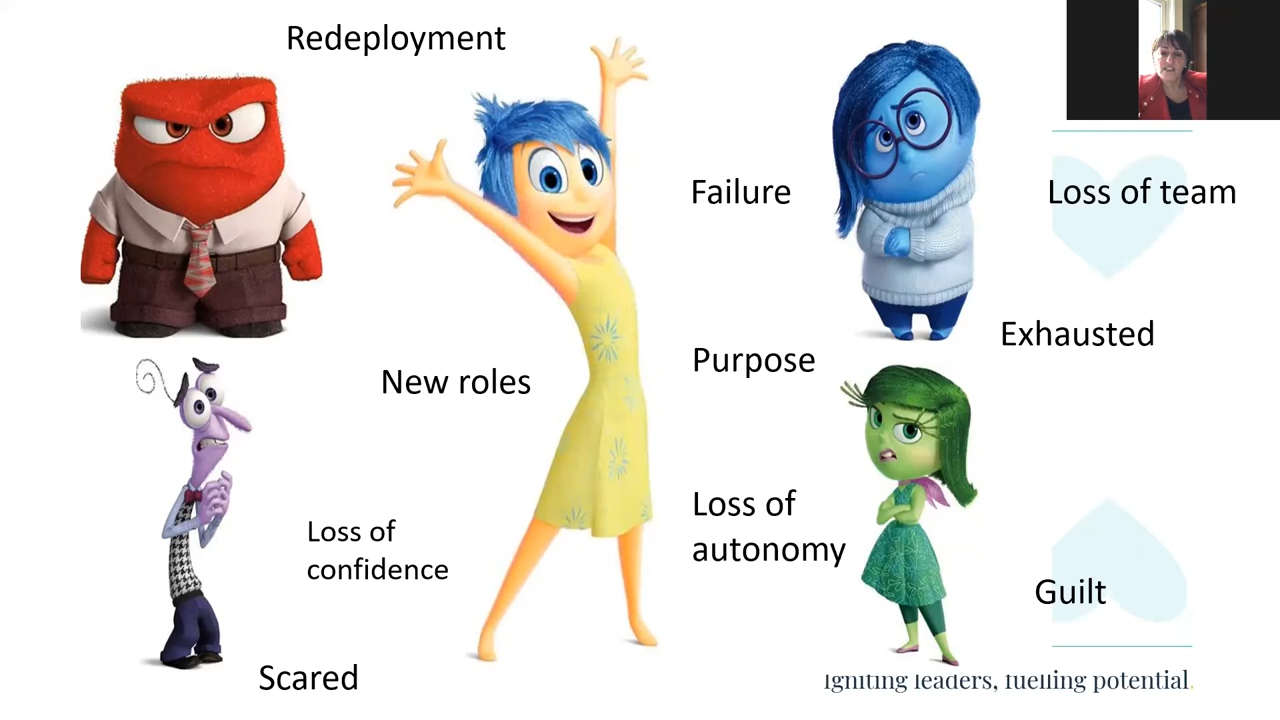 Redeployment
Failure
Loss of team
Exhausted
Purpose
New roles
Loss of
autonomy
Loss of
confidence
Guilt
Scared
Igniting leaders, fuelling potential.